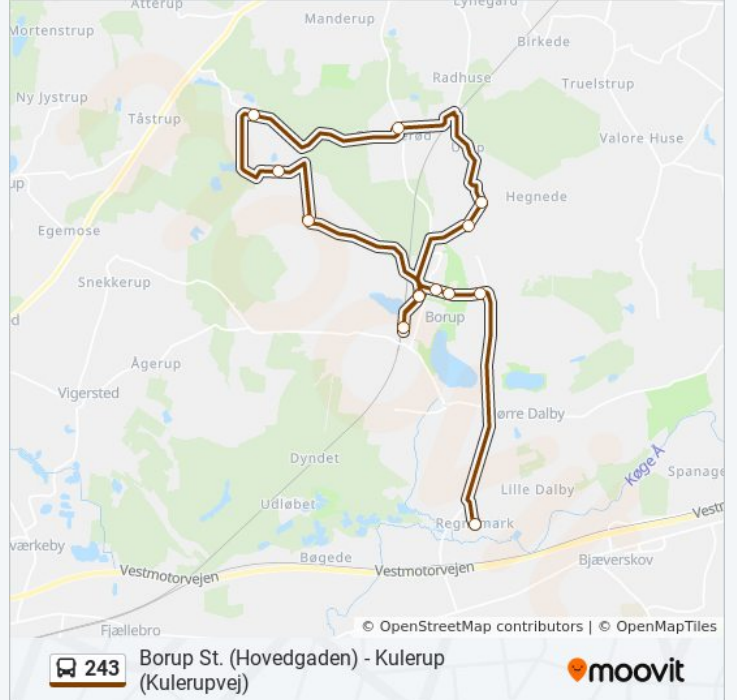 Atterup
Lynegård
Manderup
Mortenstrup
Birkede
Radhuse
Truelstrup
Ny Jystrup
Tåstrup
Valore Huse
Hegnede
Egemose
Snekkerup
Borup
Ågerup
Vigersted
ørre Dalby
Dyndet
Køge Å
Spanage
Lille Dalby
Udløbet
Vestr
værkeby
Bøgede
Bjæverskov
Vestmotorvejen
Vestmotorvejen
© OpenStreetMap contributors | © OpenMapTiles
Fjællebro
243
Borup St. (Hovedgaden) - Kulerup
(Kulerupvej)
moovit